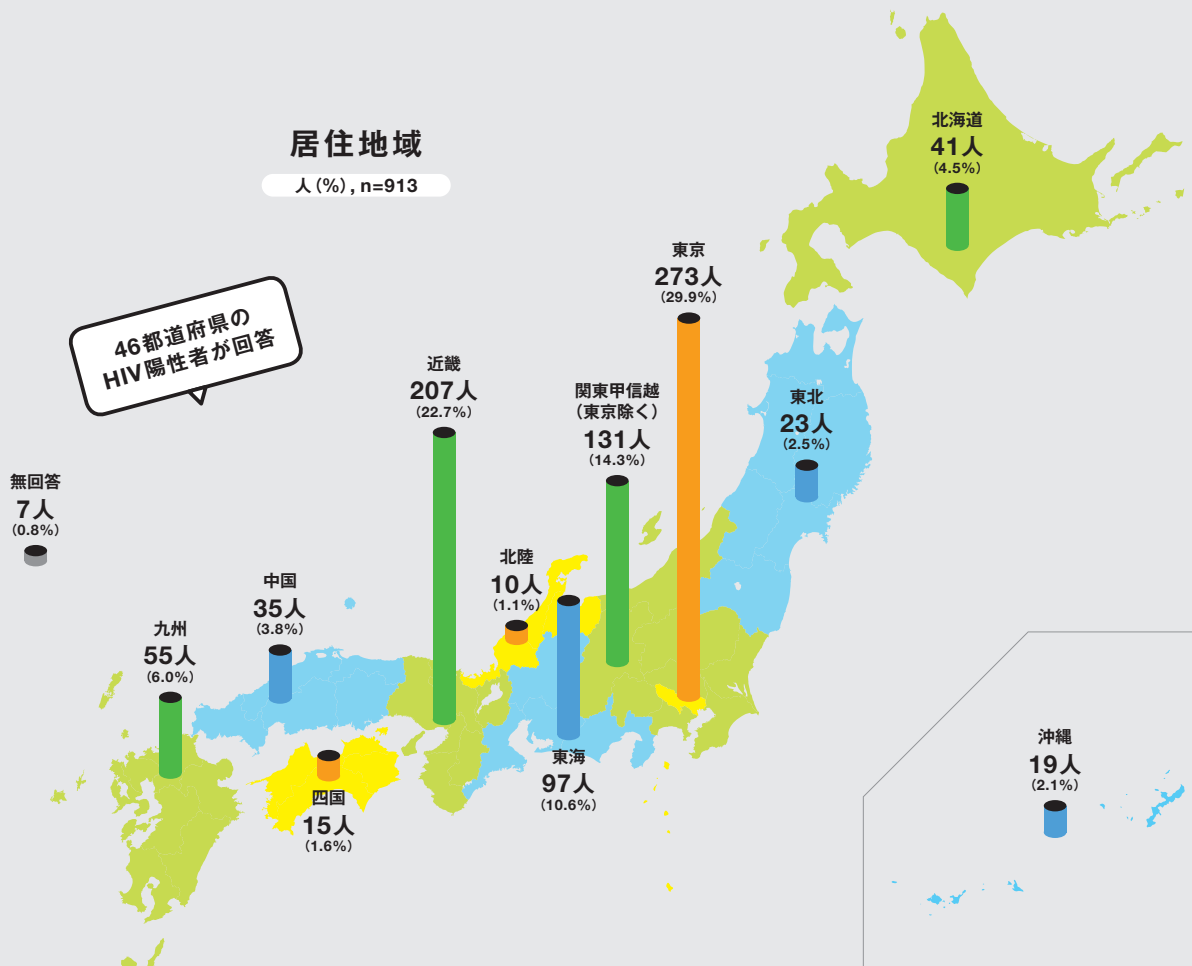 居住地域
人(%), n=913
46都道府県の
HIV陽性者が回答
北海道
41人
(4.5%)
東京
273人
(29.9%)
近畿
207人
(22.7%)
関東甲信越
(東京除く)
131人
(14.3%)
東北
23人
(2.5%)
無回答
7人
(0.8%)
北陸
10人
(1.1%)
中国
35人
(3.8%)
九州
55人
(6.0%)
東海
97人
(10.6%)
四国
15人
(1.6%)
沖縄
19人
(2.1%)